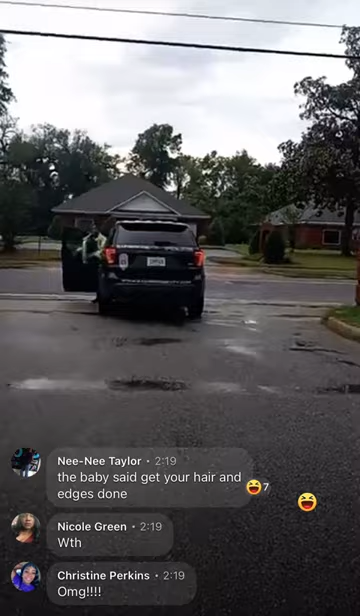 Nee-Nee Taylor • 2:19
the baby said get your hair and
edges done
7
Nicole Green • 2:19
Wth
Christine Perkins • 2:19
Omg!!!!